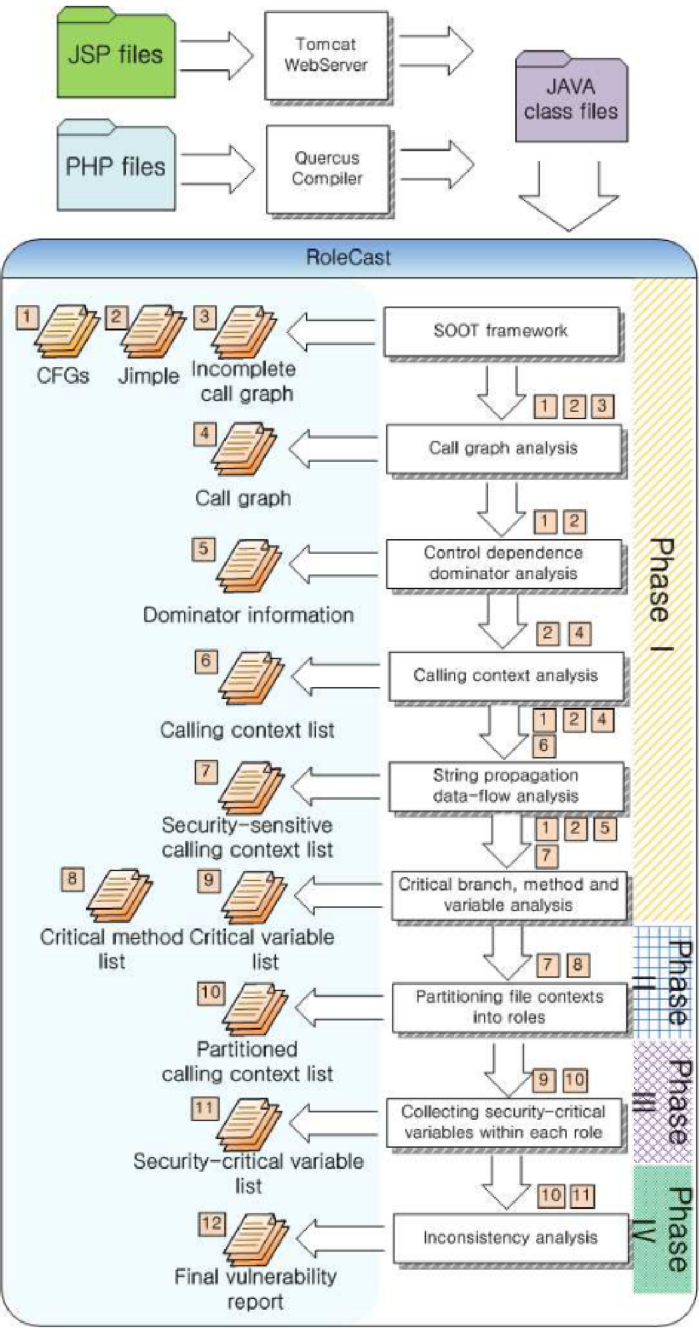 JSP files
Tomcat
WebServer
JAVA
class files
PHP files
Quercus
Compiler
RoleCast
1
2
3
CFGs
Jimple
Incomplete
call graph
SOOT framework
1 2 3
4
Call graph
Call graph analysis
1 2
5
Dominator information
Control dependence
dominator analysis
2 4
6
Calling context list
Calling context analysis
1 2 4
6
7
Security-sensitive
calling context list
String propagation
data-flow analysis
1 2 5
7
8
Critical method
list
9
Critical variable
list
Critical branch, method and
variable analysis
Phase I
7 8
10
Partitioned
calling context list
Partitioning file contexts
into roles
Phase
II
9 10
11
Security-critical variable
list
Collecting security-critical
variables within each role
Phase
III
10 11
12
Final vulnerability
report
Inconsistency analysis
Phase
IV